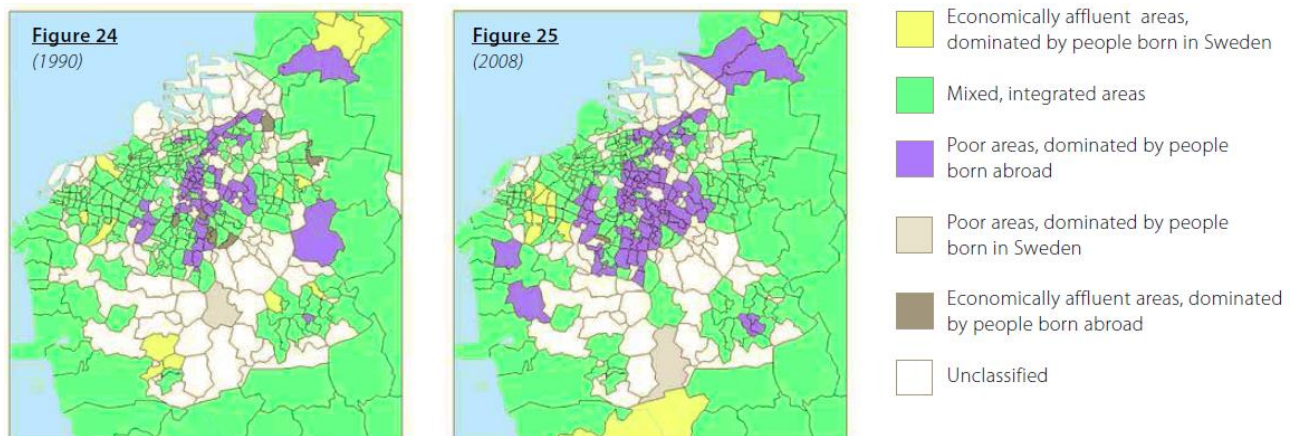 Figure 24
(1990)
Figure 25
(2008)
Economically affluent areas,
dominated by people born in Sweden
Mixed, integrated areas
Poor areas, dominated by people
born abroad
Poor areas, dominated by people
born in Sweden
Economically affluent areas, dominated
by people born abroad
Unclassified